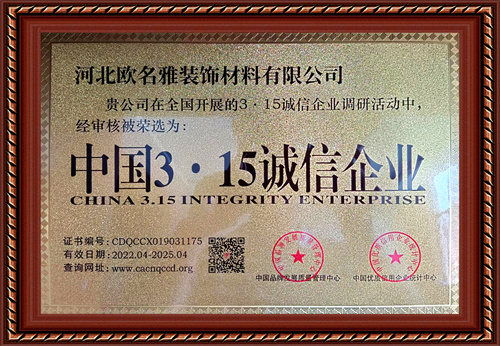 河北欧名雅装饰材料有限公司
贵公司在全国开展的3·15诚信企业调研活动中，
经审核被荣选为：
中国3·15诚信企业
CHINA 3.15 INTEGRITY ENTERPRISE
证书编号：CDQCCX019031175
有效日期：2022.04-2025.04
查询网址：www.cacnqccd.org
中国品牌发展质量管理中心
中国优质信用企业统计中心